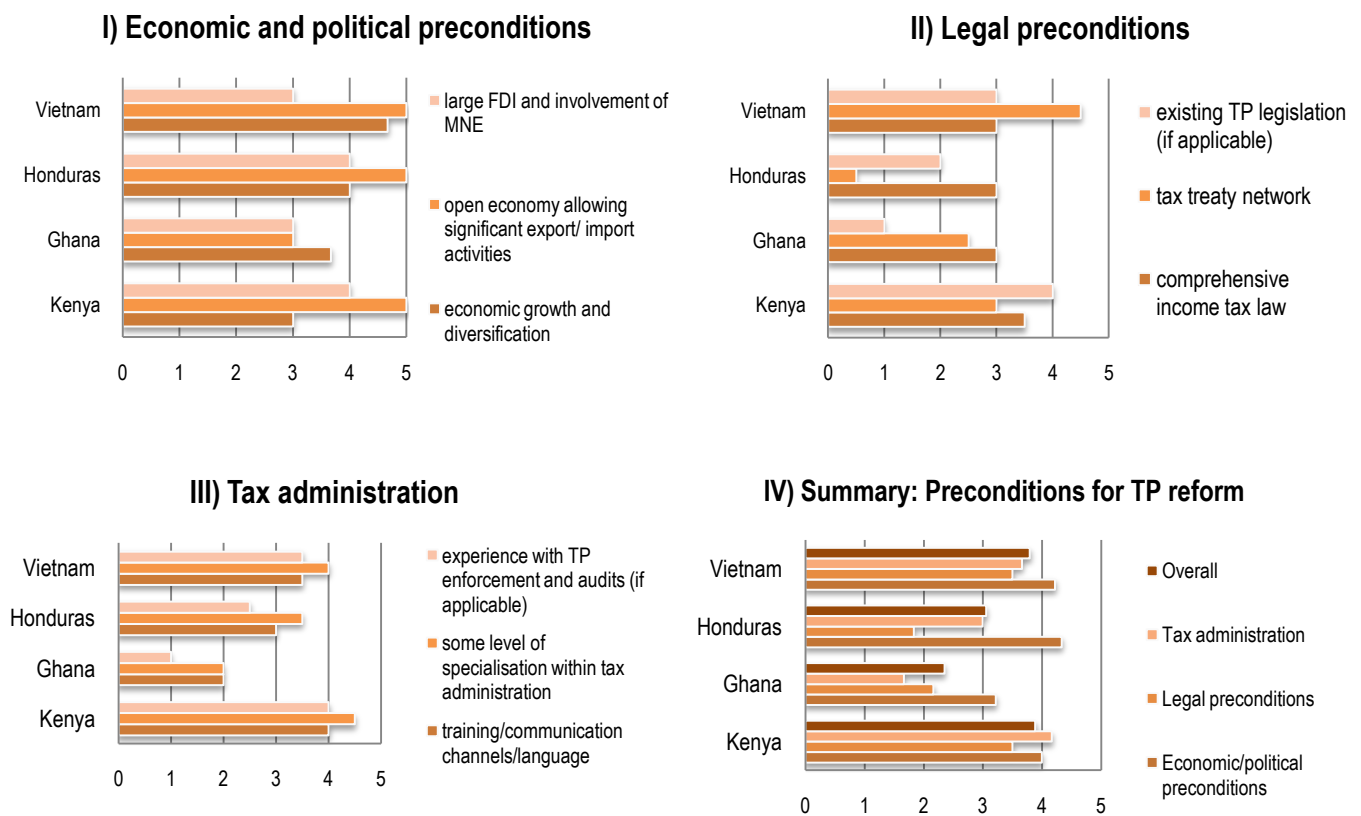 I) Economic and political preconditions
Vietnam
Honduras
Ghana
Kenya
0 1 2 3 4 5
large FDI and involvement of
MNE
open economy allowing
significant export/ import
activities
economic growth and
diversification
II) Legal preconditions
Vietnam
Honduras
Ghana
Kenya
0 1 2 3 4 5
existing TP legislation
(if applicable)
tax treaty network
comprehensive
income tax law
III) Tax administration
Vietnam
Honduras
Ghana
Kenya
0 1 2 3 4 5
experience with TP
enforcement and audits (if
applicable)
some level of
specialisation within tax
administration
training/communication
channels/language
IV) Summary: Preconditions for TP reform
Vietnam
Honduras
Ghana
Kenya
0 1 2 3 4 5
Overall
Tax administration
Legal preconditions
Economic/political
preconditions